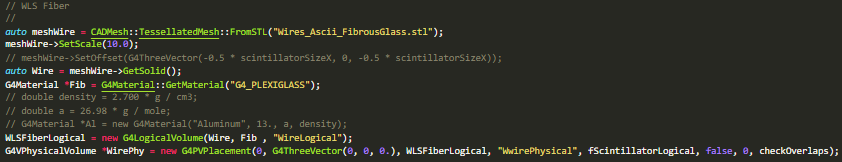 // WLS Fiber
//
auto meshWire = CADMesh::TessellatedMesh::FromSTL("Wires_Ascii_FibrousGlass.stl");
meshWire->SetScale(10.0);
// meshWire->SetOffset(G4ThreeVector(-0.5 * scintillatorSizeX, 0, -0.5 * scintillatorSizeX));
auto Wire = meshWire->GetSolid();
G4Material *Fib = G4Material::GetMaterial("G4_PLEXIGLASS");
// double density = 2.700 * g / cm3;
// double a = 26.98 * g / mole;
// G4Material *Al = new G4Material("Aluminum", 13., a, density);
WLSFiberLogical = new G4LogicalVolume(Wire, Fib , "WireLogical");
G4VPhysicalVolume *WirePhy = new G4PVPlacement(0, G4ThreeVector(0, 0, 0.), WLSFiberLogical, "WwirePhysical", fScintillatorLogical, false, 0, checkOverlaps);